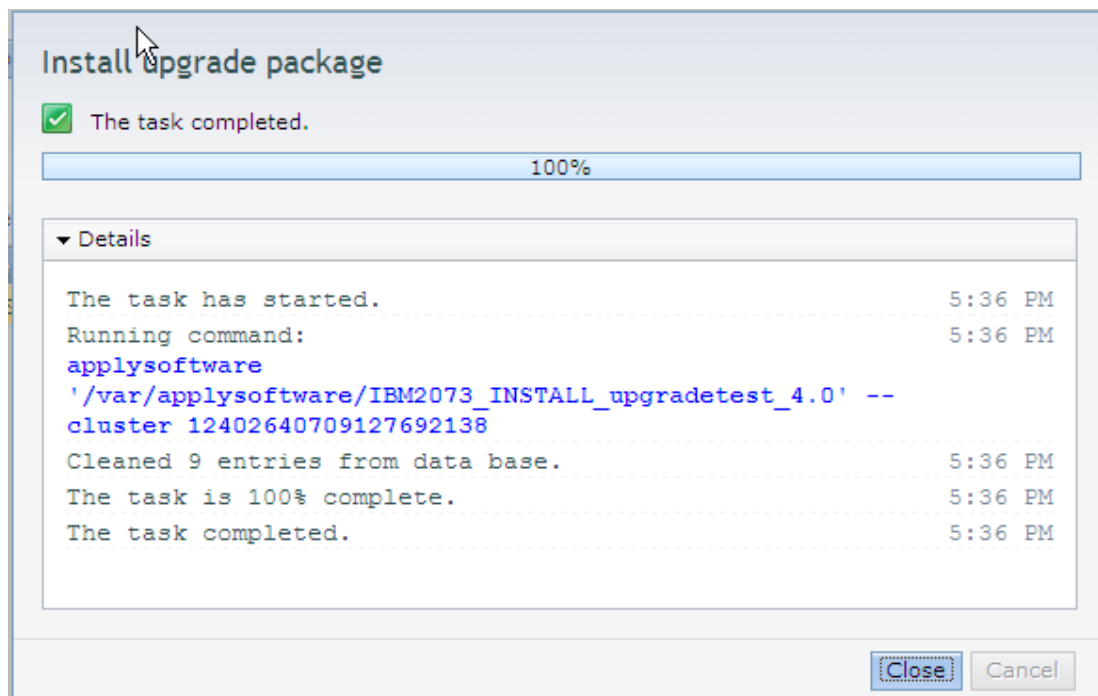 Install upgrade package
The task completed.
100%
Details
The task has started. 5:36 PM
Running command: 5:36 PM
applysoftware
'/var/applysoftware/IBM2073_INSTALL_upgradetest_4.0' --
cluster 12402640709127692138
Cleaned 9 entries from data base. 5:36 PM
The task is 100% complete. 5:36 PM
The task completed. 5:36 PM
Close Cancel